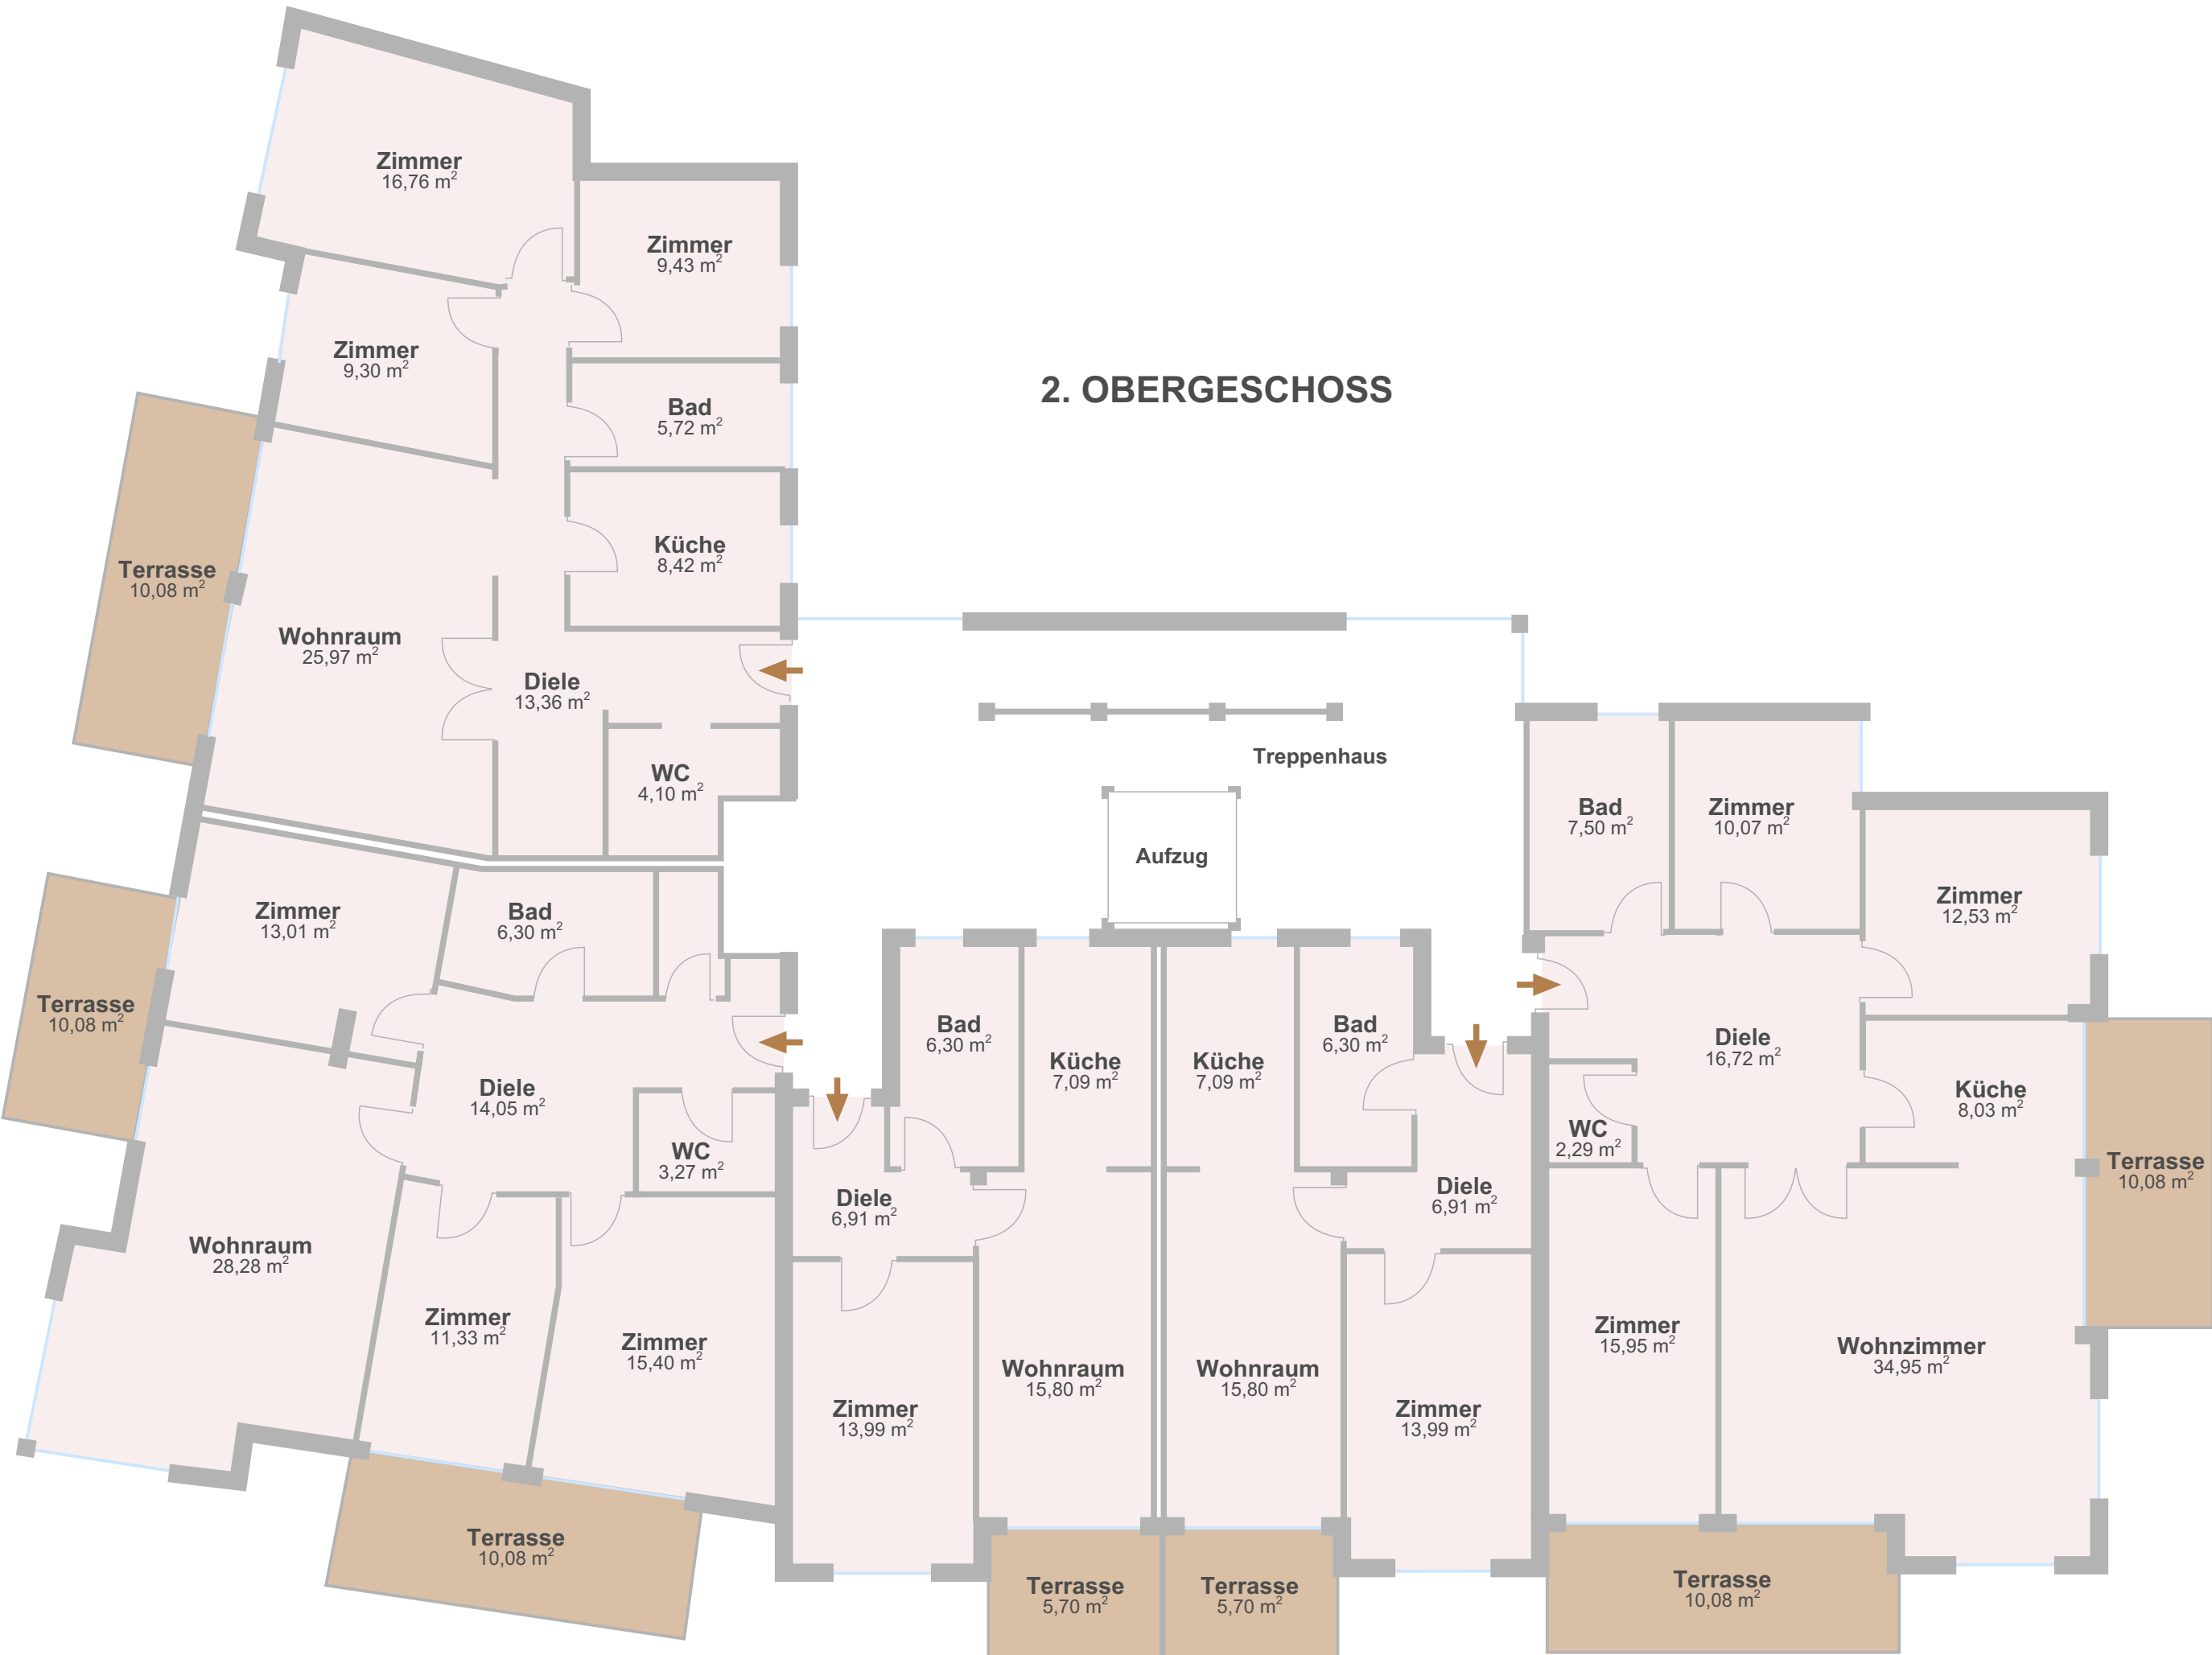 2. OBERGESCHOSS
Zimmer
16,76 m²
Zimmer
9,43 m²
Zimmer
9,30 m²
Bad
5,72 m²
Küche
8,42 m²
Terrasse
10,08 m²
Wohnraum
25,97 m²
Diele
13,36 m²
WC
4,10 m²
Treppenhaus
Aufzug
Zimmer
13,01 m²
Bad
6,30 m²
Terrasse
10,08 m²
Diele
14,05 m²
WC
3,27 m²
Wohnraum
28,28 m²
Zimmer
11,33 m²
Zimmer
15,40 m²
Terrasse
10,08 m²
Bad
6,30 m²
Küche
7,09 m²
Diele
6,91 m²
Wohnraum
15,80 m²
Zimmer
13,99 m²
Terrasse
5,70 m²
Küche
7,09 m²
Bad
6,30 m²
Diele
6,91 m²
Wohnraum
15,80 m²
Zimmer
13,99 m²
Terrasse
5,70 m²
Bad
7,50 m²
Zimmer
10,07 m²
Zimmer
12,53 m²
Diele
16,72 m²
Küche
8,03 m²
WC
2,29 m²
Terrasse
10,08 m²
Zimmer
15,95 m²
Wohnzimmer
34,95 m²
Terrasse
10,08 m²